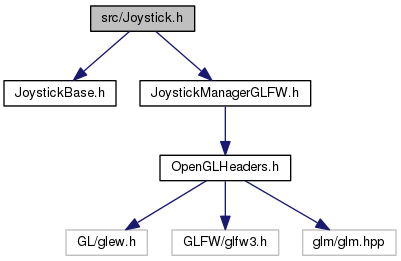 src/Joystick.h
JoystickBase.h
JoystickManagerGLFW.h
OpenGLHeaders.h
GL/glew.h
GLFW/glfw3.h
glm/glm.hpp